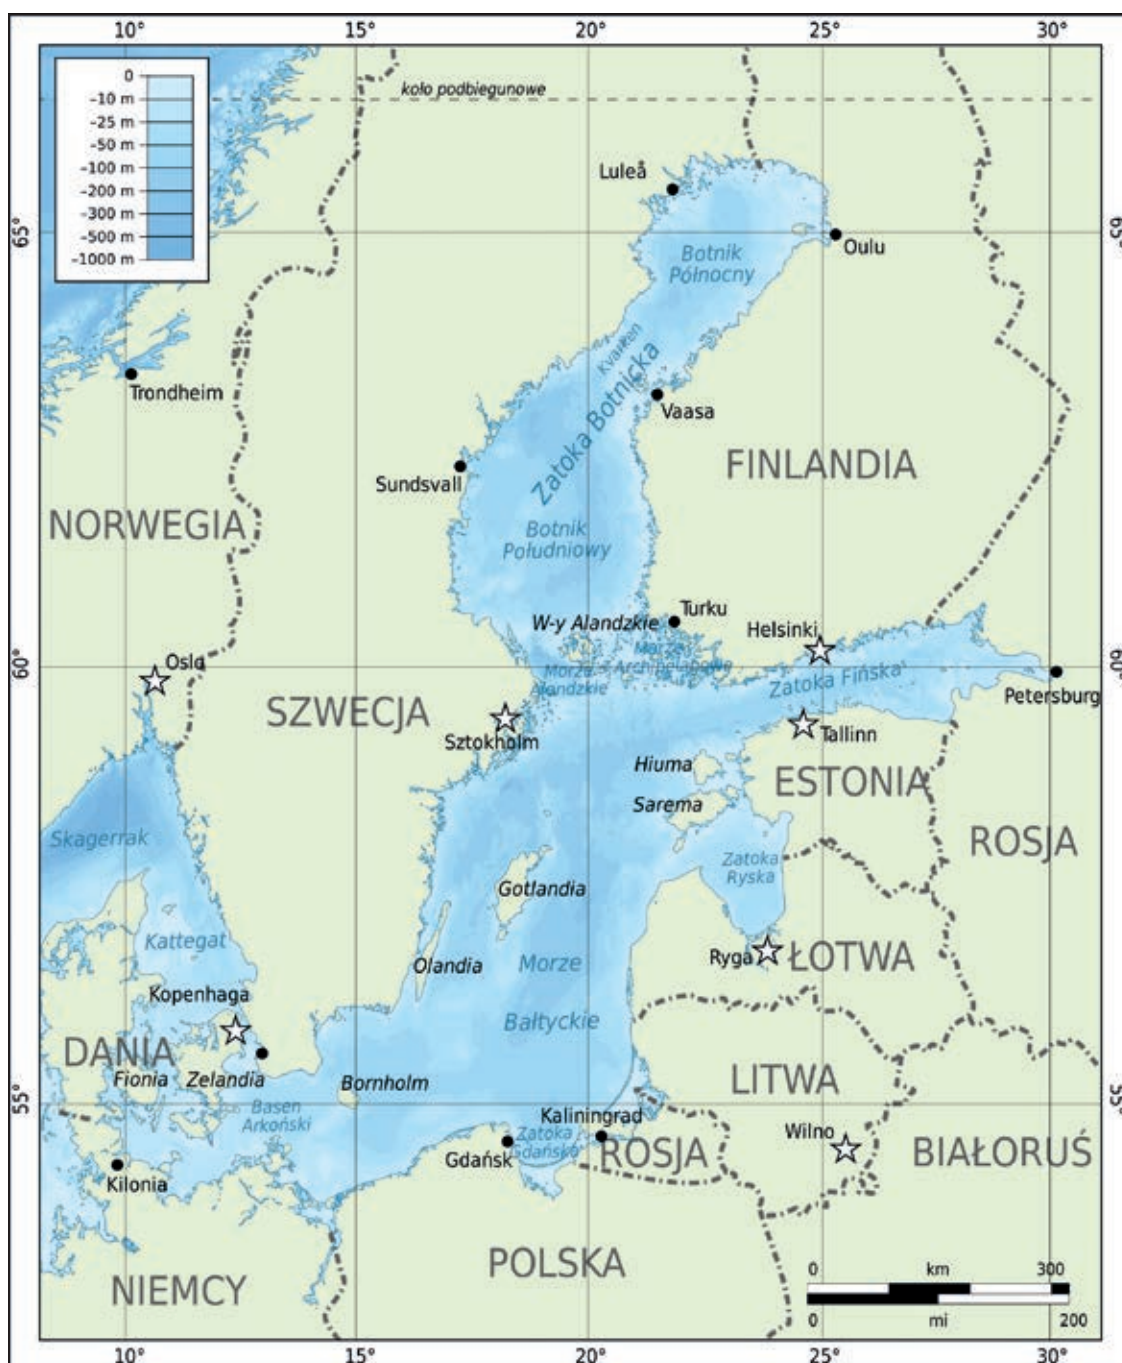 10°
15°
20°
25°
30°
0
–10 m
–25 m
–50 m
–100 m
–200 m
–300 m
–500 m
–1000 m
koło podbiegunowe
Luleå
65°
65°
Oulu
Botnik
Północny
Kvarken
Zatoka Botnicka
Trondheim
Vaasa
FINLANDIA
Sundsvall
NORWEGIA
Botnik
Południowy
Turku
W-y Alandzkie
Helsinki
Morze
Archipelagowe
Morze
Alandzkie
Oslo
60°
60°
Zatoka Fińska
Petersburg
SZWECJA
Sztokholm
Tallinn
Hiuma
ESTONIA
Sarema
Skagerrak
ROSJA
Zatoka
Ryska
Gotlandia
Kattegat
Olandia
Morze
Bałtyckie
Ryga
ŁOTWA
Kopenhaga
DANIA
Fionia
Zelandia
Bornholm
LITWA
55°
55°
Basen
Arkoński
Kaliningrad
Wilno
Zatoka
Gdańska
Gdańsk
ROSJA
BIAŁORUŚ
Kilonia
POLSKA
NIEMCY
0
km
300
0
mi
200
10°
15°
20°
25°
30°